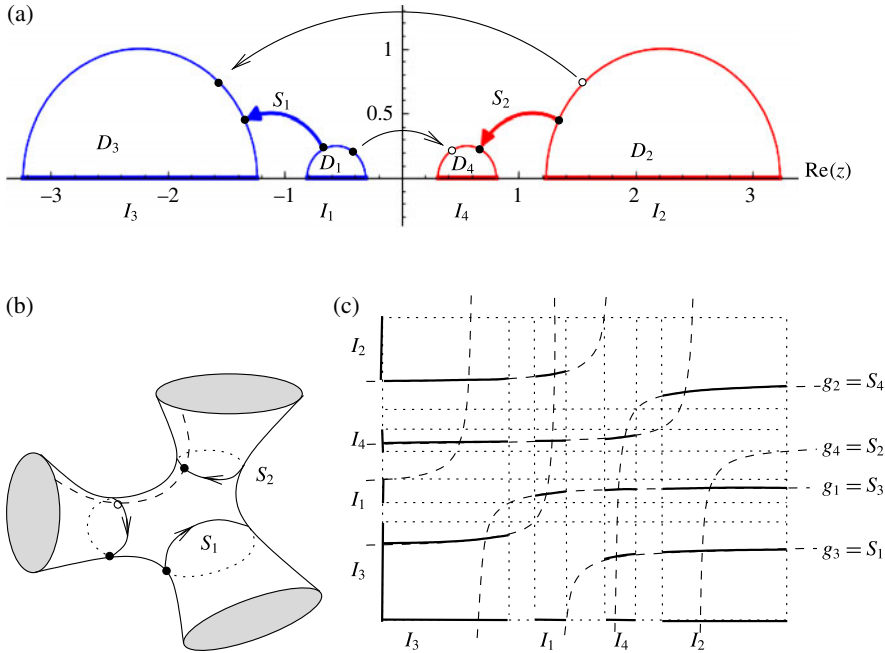 (a)
1
S₁
S₂
0.5
D₃
D₁
D₄
D₂
Re(z)
−3
−2
−1
1
2
3
I₃
I₁
I₄
I₂
(b)
S₂
S₁
(c)
I₂
g₂ = S₄
I₄
g₄ = S₂
I₁
g₁ = S₃
g₃ = S₁
I₃
I₃
I₁
I₄
I₂